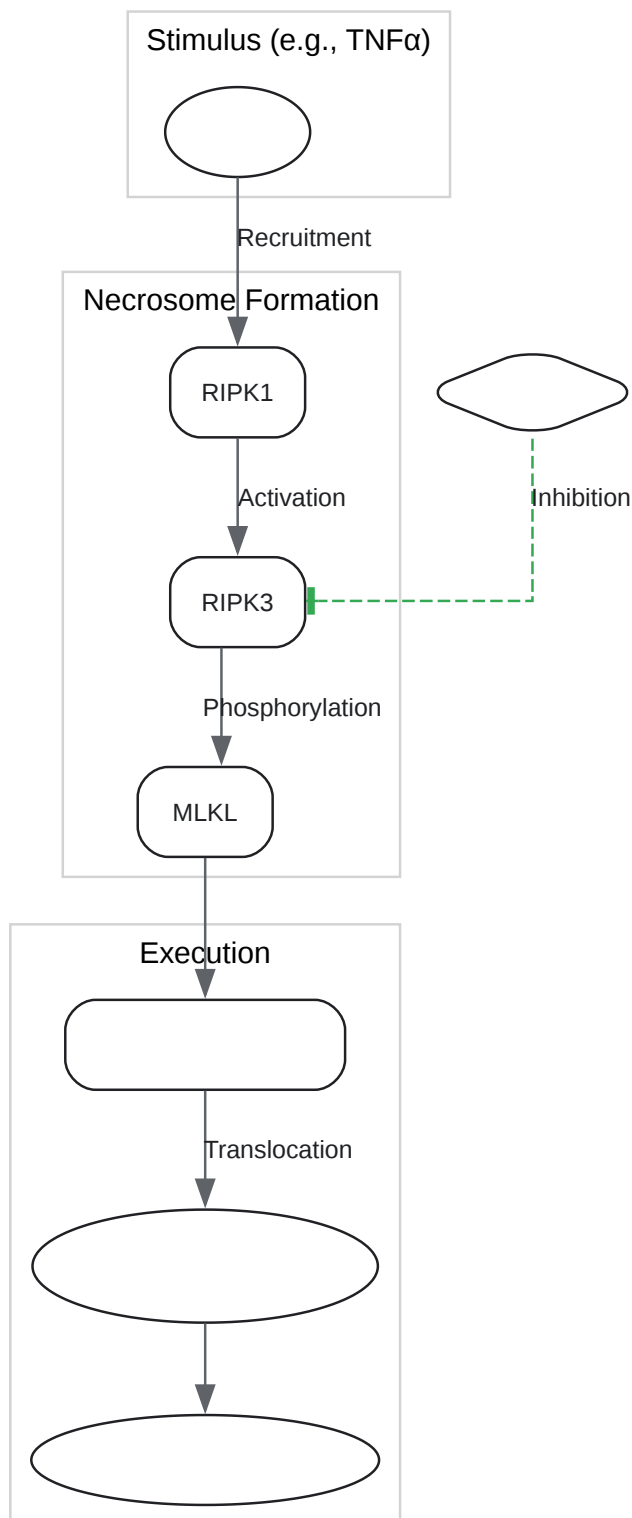 Stimulus (e.g., TNFα)
Recruitment
Necrosome Formation
RIPK1
Activation
Inhibition
RIPK3
Phosphorylation
MLKL
Execution
Translocation